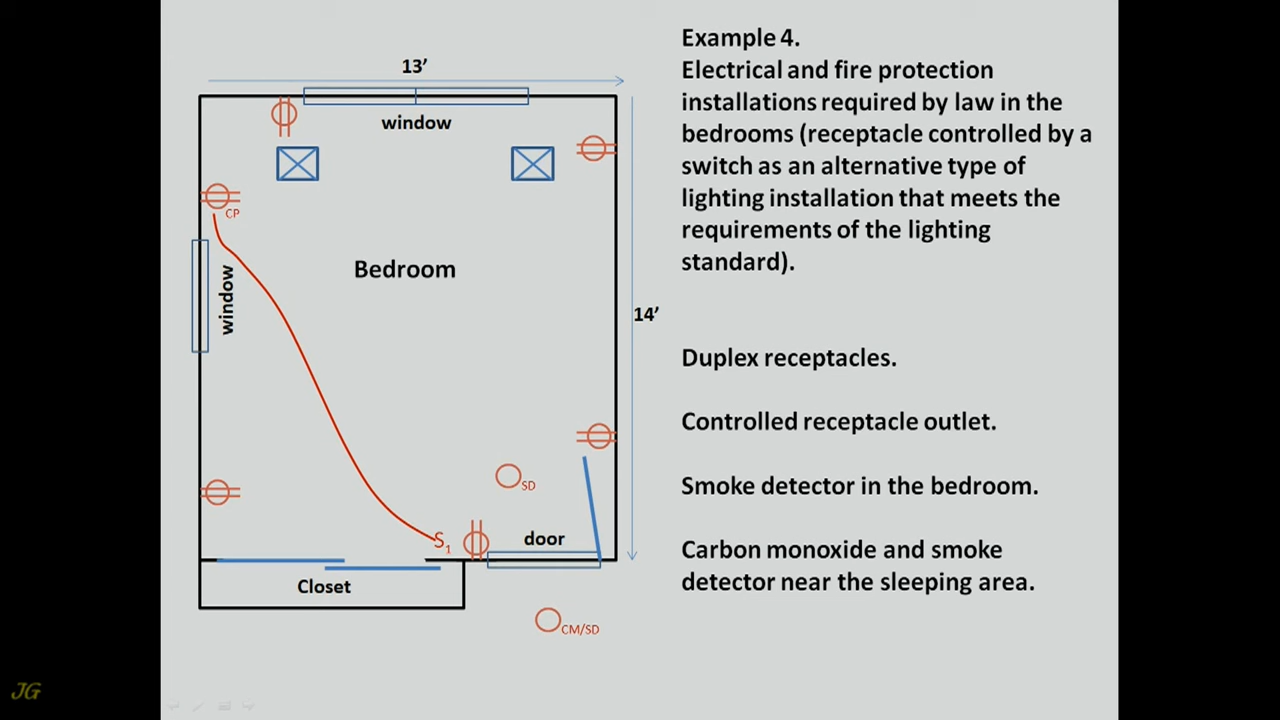 13’
window
CP
window
Bedroom
14’
SD
S1
door
Closet
CM/SD
Example 4.
Electrical and fire protection
installations required by law in the
bedrooms (receptacle controlled by a
switch as an alternative type of
lighting installation that meets the
requirements of the lighting
standard).
Duplex receptacles.
Controlled receptacle outlet.
Smoke detector in the bedroom.
Carbon monoxide and smoke
detector near the sleeping area.
JG